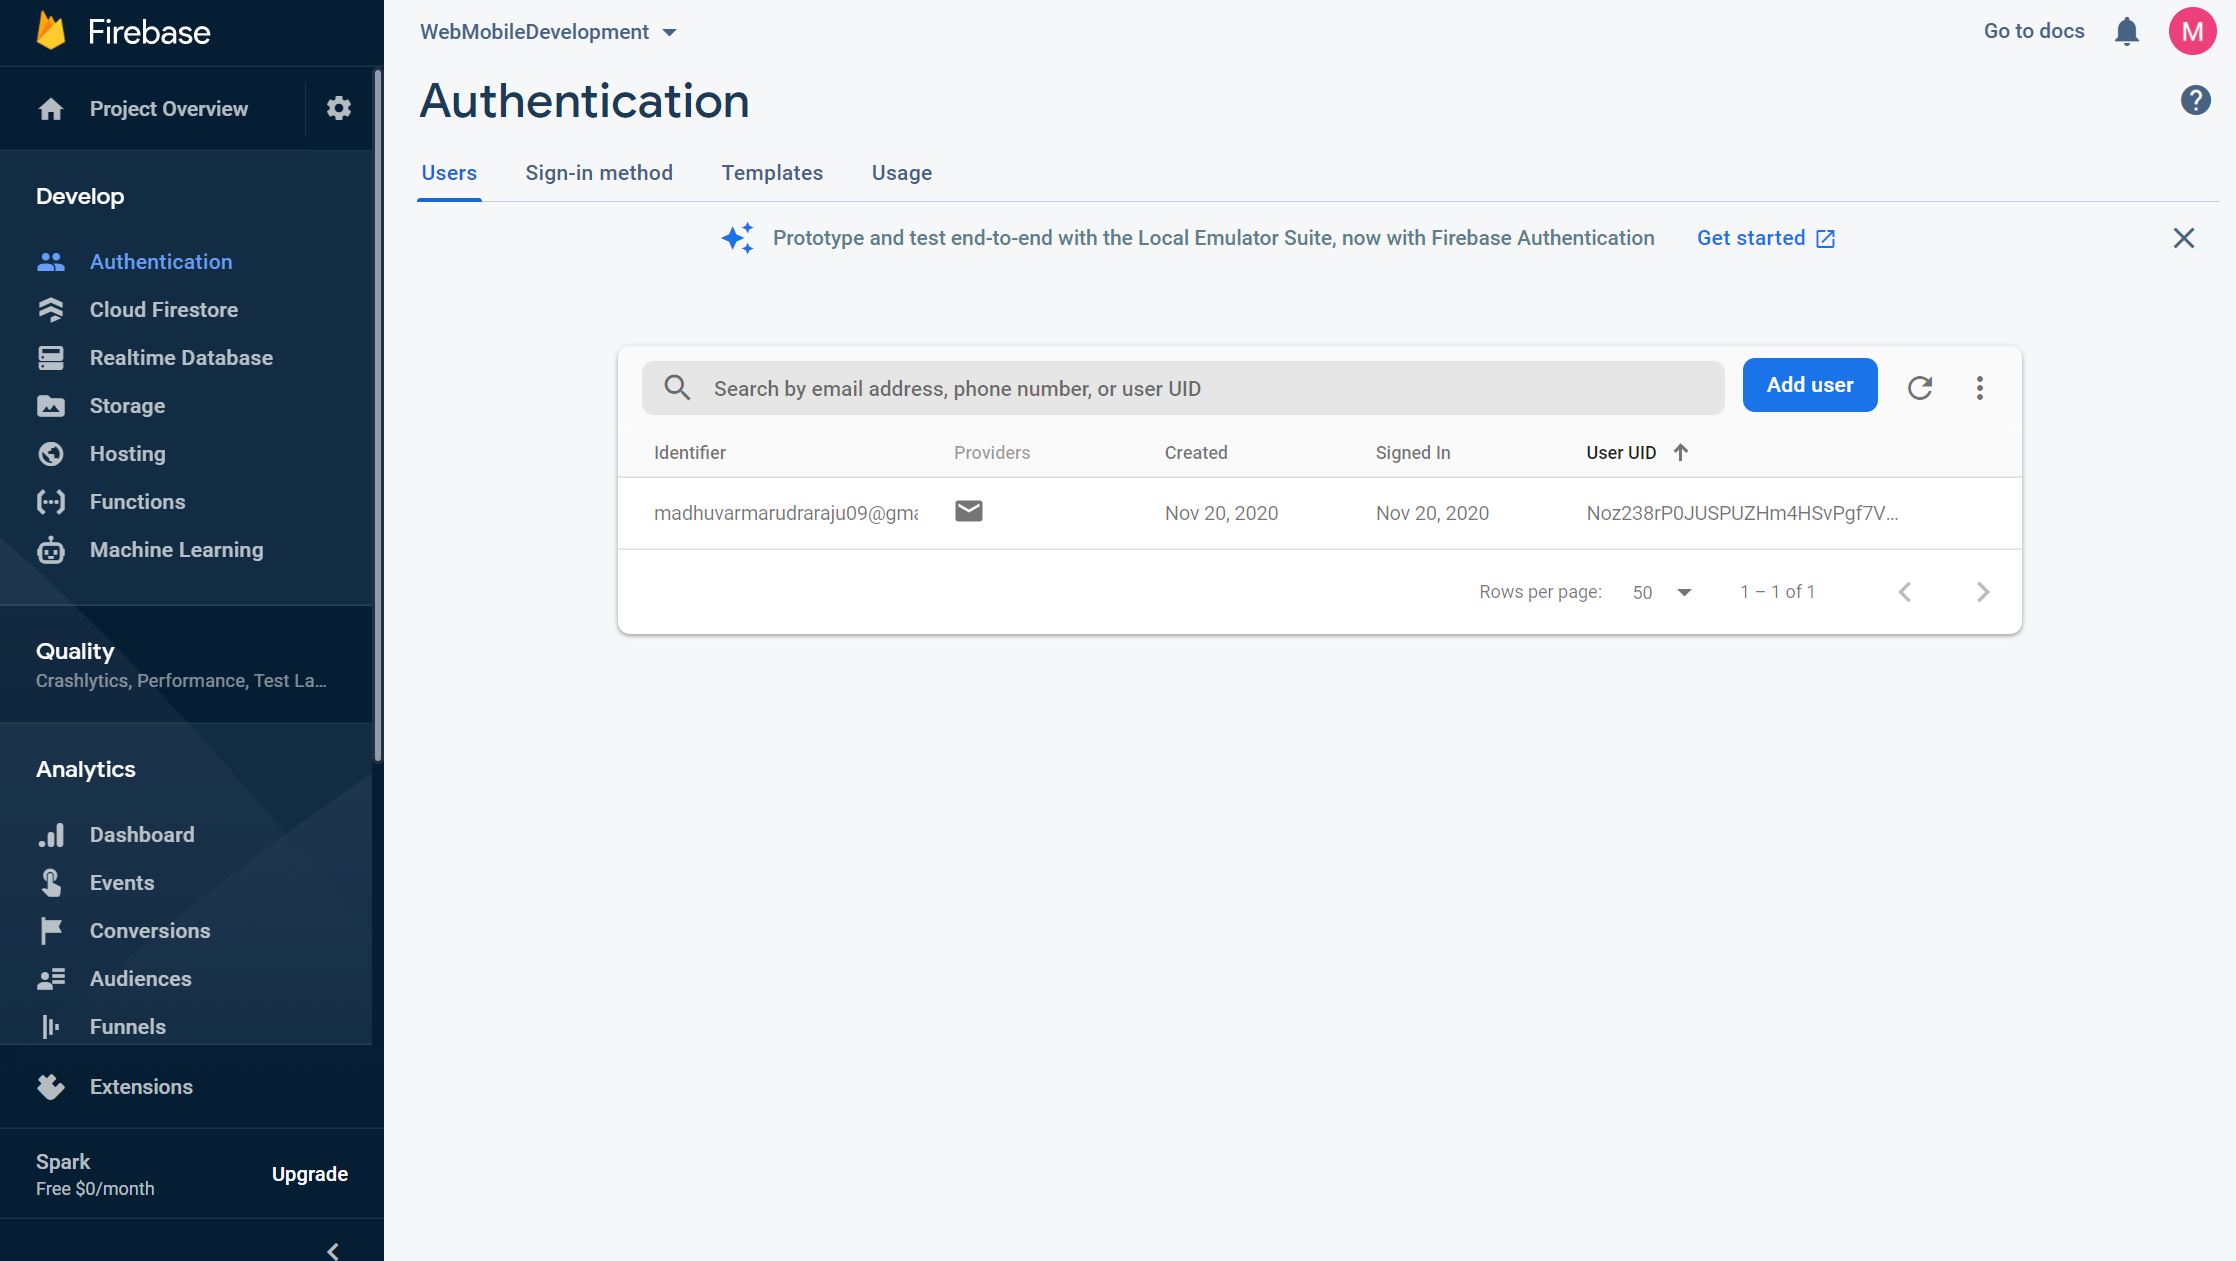 Firebase
Project Overview
Develop
Authentication
Cloud Firestore
Realtime Database
Storage
Hosting
Functions
Machine Learning
Quality
Crashlytics, Performance, Test La...
Analytics
Dashboard
Events
Conversions
Audiences
Funnels
Extensions
Spark
Free $0/month
Upgrade
WebMobileDevelopment
Go to docs
M
Authentication
Users Sign-in method Templates Usage
Prototype and test end-to-end with the Local Emulator Suite, now with Firebase Authentication Get started
Search by email address, phone number, or user UID
Add user
Identifier Providers Created Signed In User UID
madhuvarmarudraraju09@gma Nov 20, 2020 Nov 20, 2020 Noz238rP0JUSPUZHm4HSvPgf7V...
Rows per page: 50 1 – 1 of 1